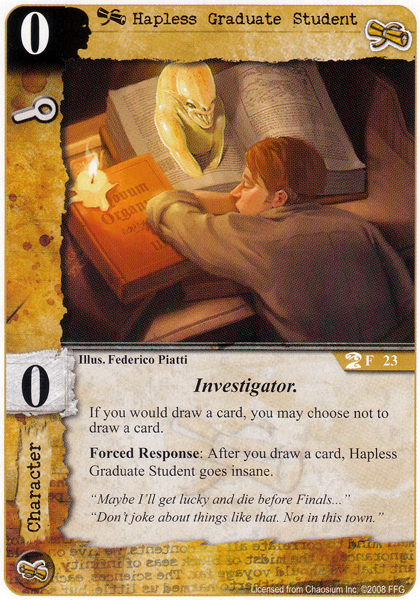 0
Hapless Graduate Student
Novum
Organum
Illus. Federico Piatti
F 23
0
Investigator.
If you would draw a card, you may choose not to
draw a card.
Forced Response: After you draw a card, Hapless
Graduate Student goes insane.
“Maybe I’ll get lucky and die before Finals...”
“Don’t joke about things like that. Not in this town.”
Character
Licensed from Chaosium Inc. ©2008 FFG